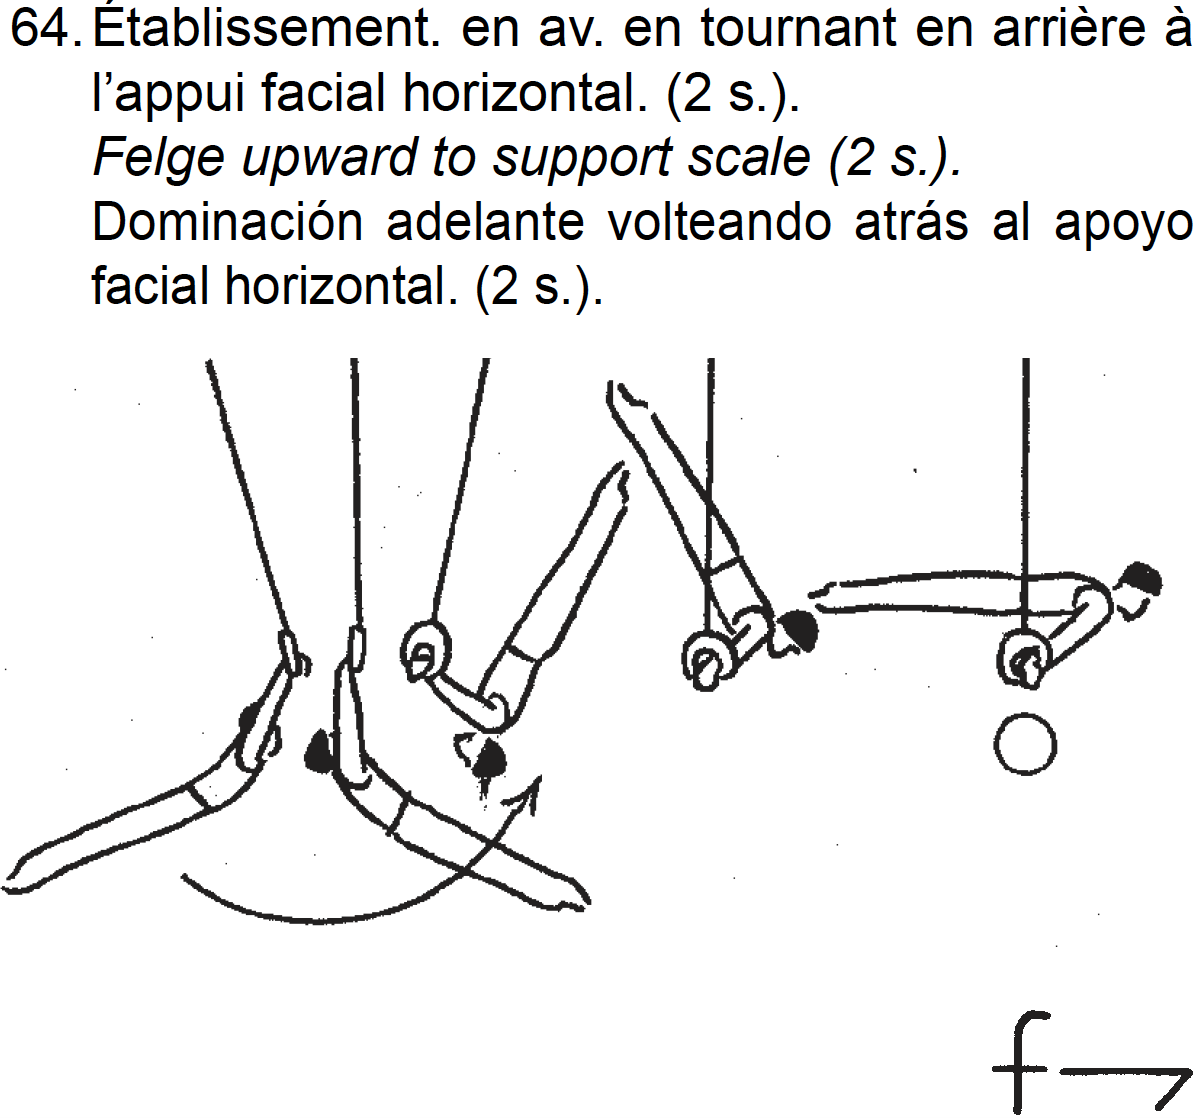 64. Établissement. en av. en tournant en arrière à
l’appui facial horizontal. (2 s.).
Felge upward to support scale (2 s.).
Dominación adelante volteando atrás al apoyo
facial horizontal. (2 s.).